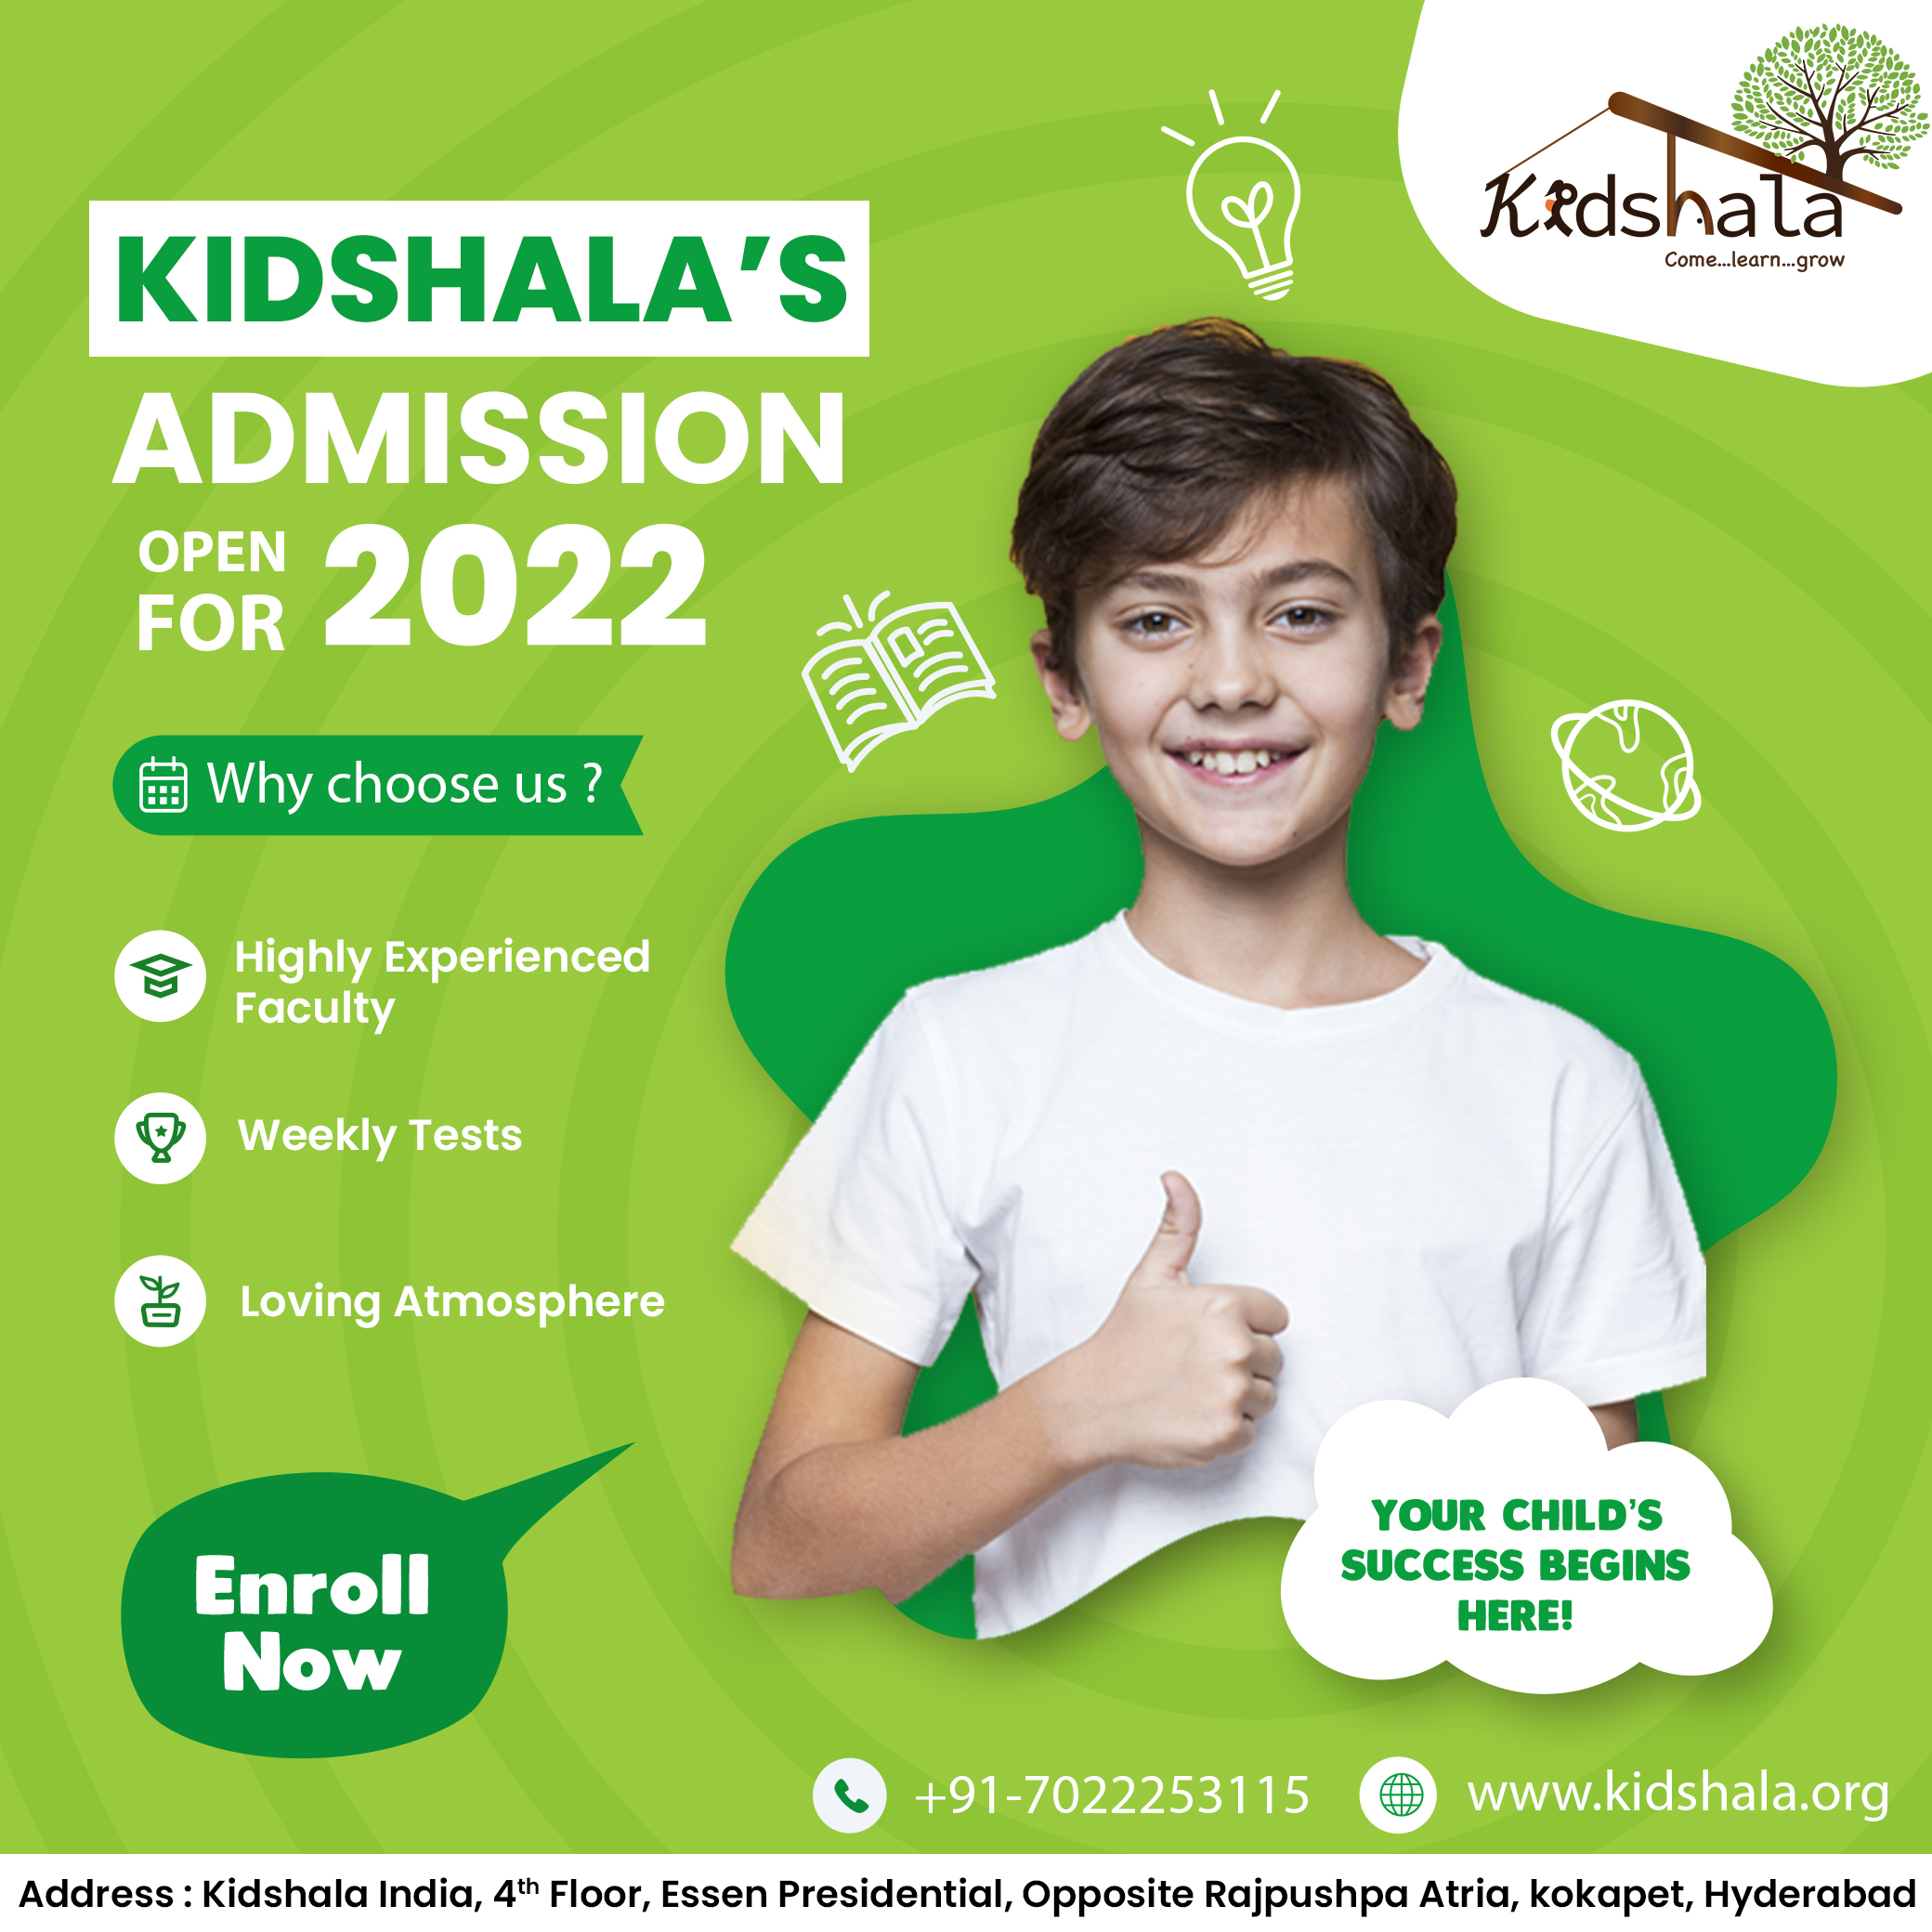 Kidshala
Come...learn...grow
KIDSHALA’S
ADMISSION
OPEN
FOR 2022
Why choose us ?
Highly Experienced
Faculty
Weekly Tests
Loving Atmosphere
Enroll
Now
YOUR CHILD’S
SUCCESS BEGINS
HERE!
+91-7022253115
www.kidshala.org
Address : Kidshala India, 4th Floor, Essen Presidential, Opposite Rajpushpa Atria, kokapet, Hyderabad